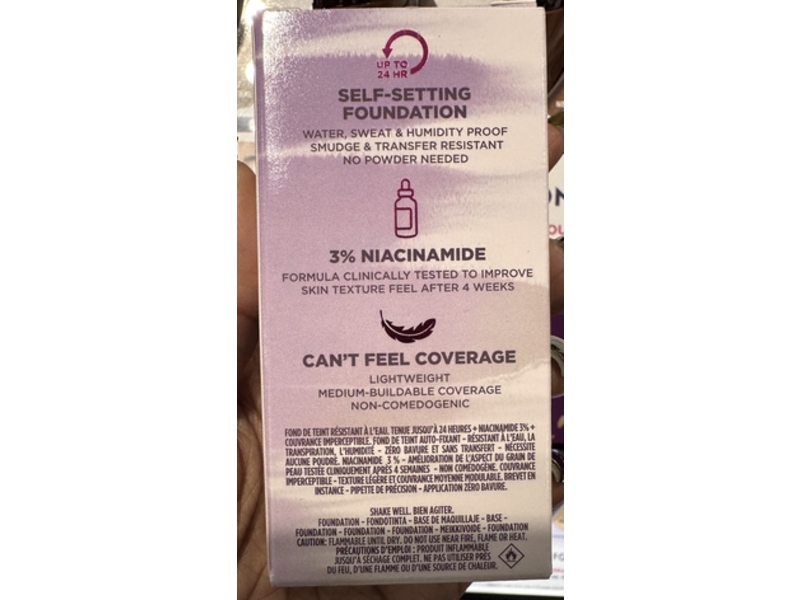 UP TO
24 HR
SELF-SETTING
FOUNDATION
WATER, SWEAT & HUMIDITY PROOF
SMUDGE & TRANSFER RESISTANT
NO POWDER NEEDED
3% NIACINAMIDE
FORMULA CLINICALLY TESTED TO IMPROVE
SKIN TEXTURE FEEL AFTER 4 WEEKS
CAN'T FEEL COVERAGE
LIGHTWEIGHT
MEDIUM-BUILDABLE COVERAGE
NON-COMEDOGENIC
FOND DE TEINT RÉSISTANT À L'EAU. TENUE JUSQU'À 24 HEURES + NIACINAMIDE 3% +
COUVRANCE IMPERCEPTIBLE. FOND DE TEINT AUTO-FIXANT - RÉSISTANT À L'EAU, LA
TRANSPIRATION, L'HUMIDITÉ - ZÉRO BAVURE ET SANS TRANSFERT - NÉCESSITE
AUCUNE POUDRE. NIACINAMIDE 3 % - AMÉLIORATION DE L'ASPECT DU GRAIN DE
PEAU TESTÉE CLINIQUEMENT APRÈS 4 SEMAINES - NON COMÉDOGÈNE. COUVRANCE
IMPERCEPTIBLE - TEXTURE LÉGÈRE ET COUVRANCE MOYENNE MODULABLE. BREVET EN
INSTANCE - PIPETTE DE PRÉCISION - APPLICATION ZÉRO BAVURE.
SHAKE WELL. BIEN AGITER.
FOUNDATION - FONDOTINTA - BASE DE MAQUILLAJE - BASE -
FOUNDATION - FOUNDATION - FOUNDATION - MEIKKIVOIDE - FOUNDATION
CAUTION: FLAMMABLE UNTIL DRY. DO NOT USE NEAR FIRE, FLAME OR HEAT.
PRÉCAUTIONS D'EMPLOI : PRODUIT INFLAMMABLE
JUSQU'À SÉCHAGE COMPLET. NE PAS UTILISER PRÈS
DU FEU, D'UNE FLAMME OU D'UNE SOURCE DE CHALEUR.